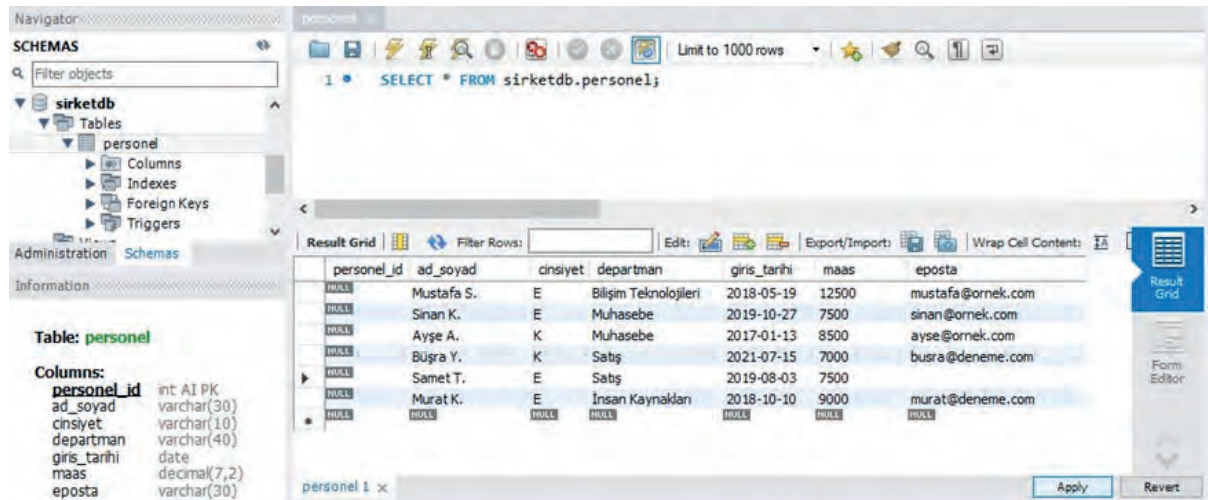 Navigator
personel
SCHEMAS
Filter objects
sirketdb
Tables
personel
Columns
Indexes
Foreign Keys
Triggers
Views
Administration Schemas
Information
Table: personel
Columns:
personel_id int AI PK
ad_soyad varchar(30)
cinsiyet varchar(10)
departman varchar(40)
giris_tarihi date
maas decimal(7,2)
eposta varchar(30)
Limit to 1000 rows
1 SELECT * FROM sirketdb.personel;
Result Grid Filter Rows: Edit: Export/Import: Wrap Cell Content:
personel_id ad_soyad cinsiyet departman giris_tarihi maas eposta
NULL Mustafa S. E Bilişim Teknolojileri 2018-05-19 12500 mustafa@ornek.com
NULL Sinan K. E Muhasebe 2019-10-27 7500 sinan@ornek.com
NULL Ayşe A. K Muhasebe 2017-01-13 8500 ayse@ornek.com
NULL Büşra Y. K Satış 2021-07-15 7000 busra@deneme.com
NULL Samet T. E Satış 2019-08-03 7500
NULL Murat K. E İnsan Kaynakları 2018-10-10 9000 murat@deneme.com
NULL NULL NULL NULL NULL NULL NULL
Result
Grid
Form
Editor
personel 1
Apply Revert